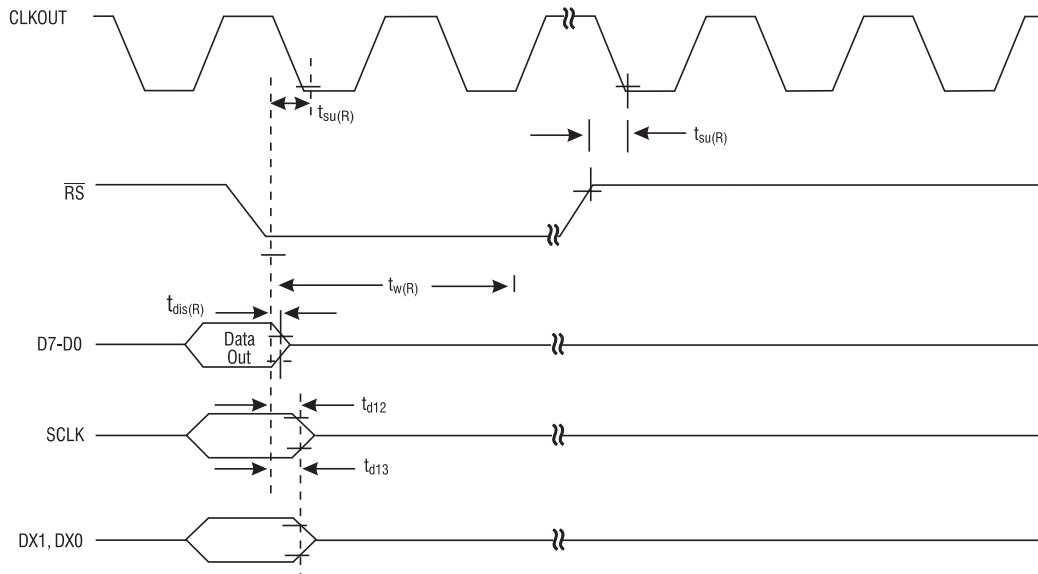 CLKOUT
tsu(R)
tsu(R)
RS
tw(R)
tdis(R)
D7-D0
Data
Out
td12
SCLK
td13
DX1, DX0